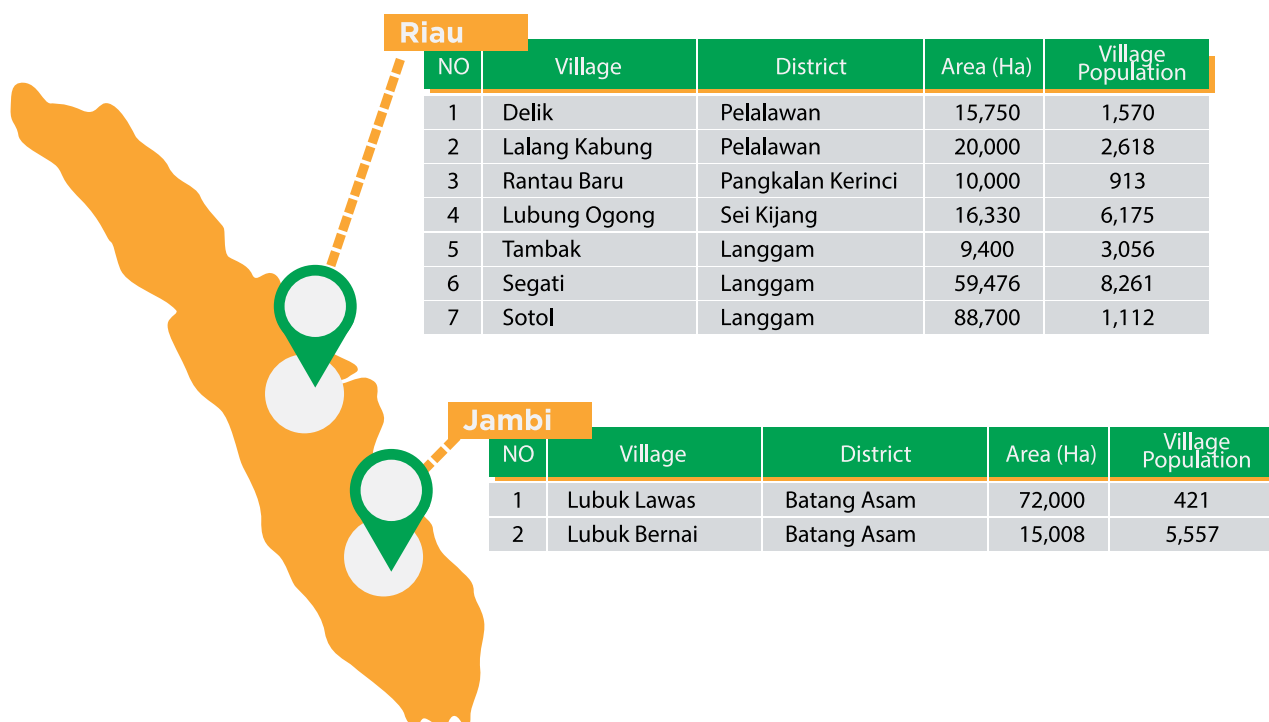 Riau
NO Village District Area (Ha) Village Population
1 Delik Pelalawan 15,750 1,570
2 Lalang Kabung Pelalawan 20,000 2,618
3 Rantau Baru Pangkalan Kerinci 10,000 913
4 Lubung Ogong Sei Kijang 16,330 6,175
5 Tambak Langgam 9,400 3,056
6 Segati Langgam 59,476 8,261
7 Sotol Langgam 88,700 1,112
Jambi
NO Village District Area (Ha) Village Population
1 Lubuk Lawas Batang Asam 72,000 421
2 Lubuk Bernai Batang Asam 15,008 5,557